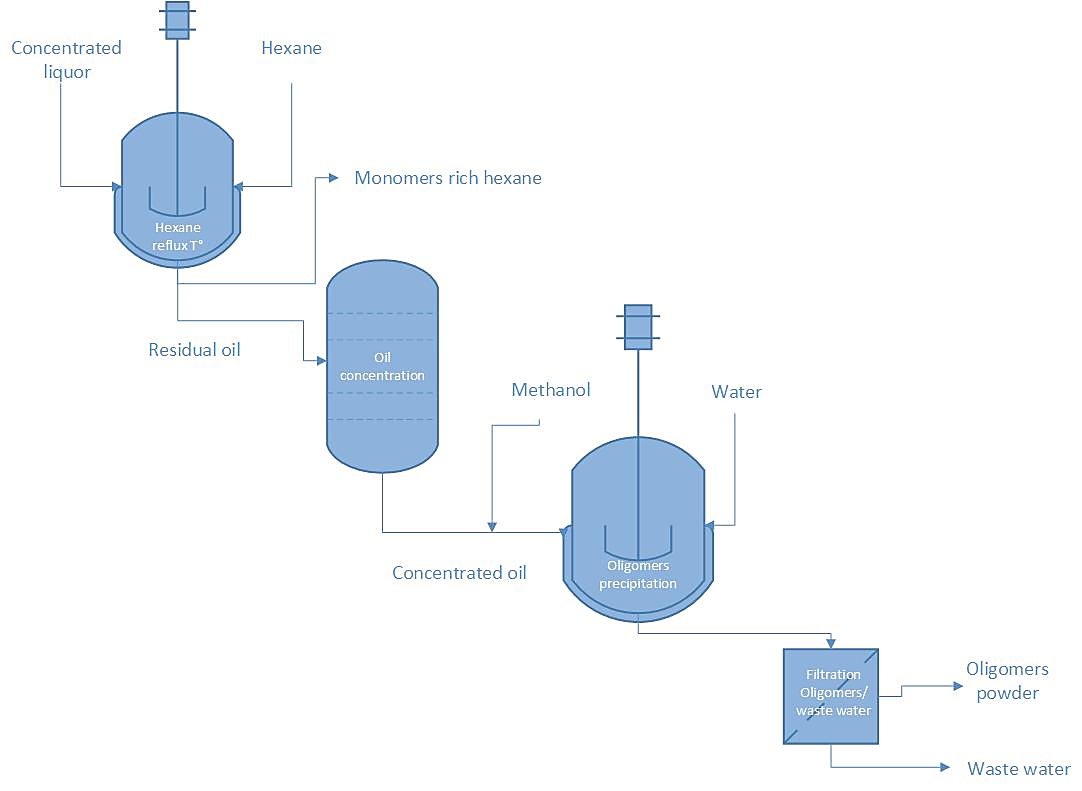 Concentrated
liquor
Hexane
Monomers rich hexane
Hexane
reflux T°
Residual oil
Oil
concentration
Methanol
Water
Concentrated oil
Oligomers
precipitation
Filtration
Oligomers/
waste water
Oligomers
powder
Waste water